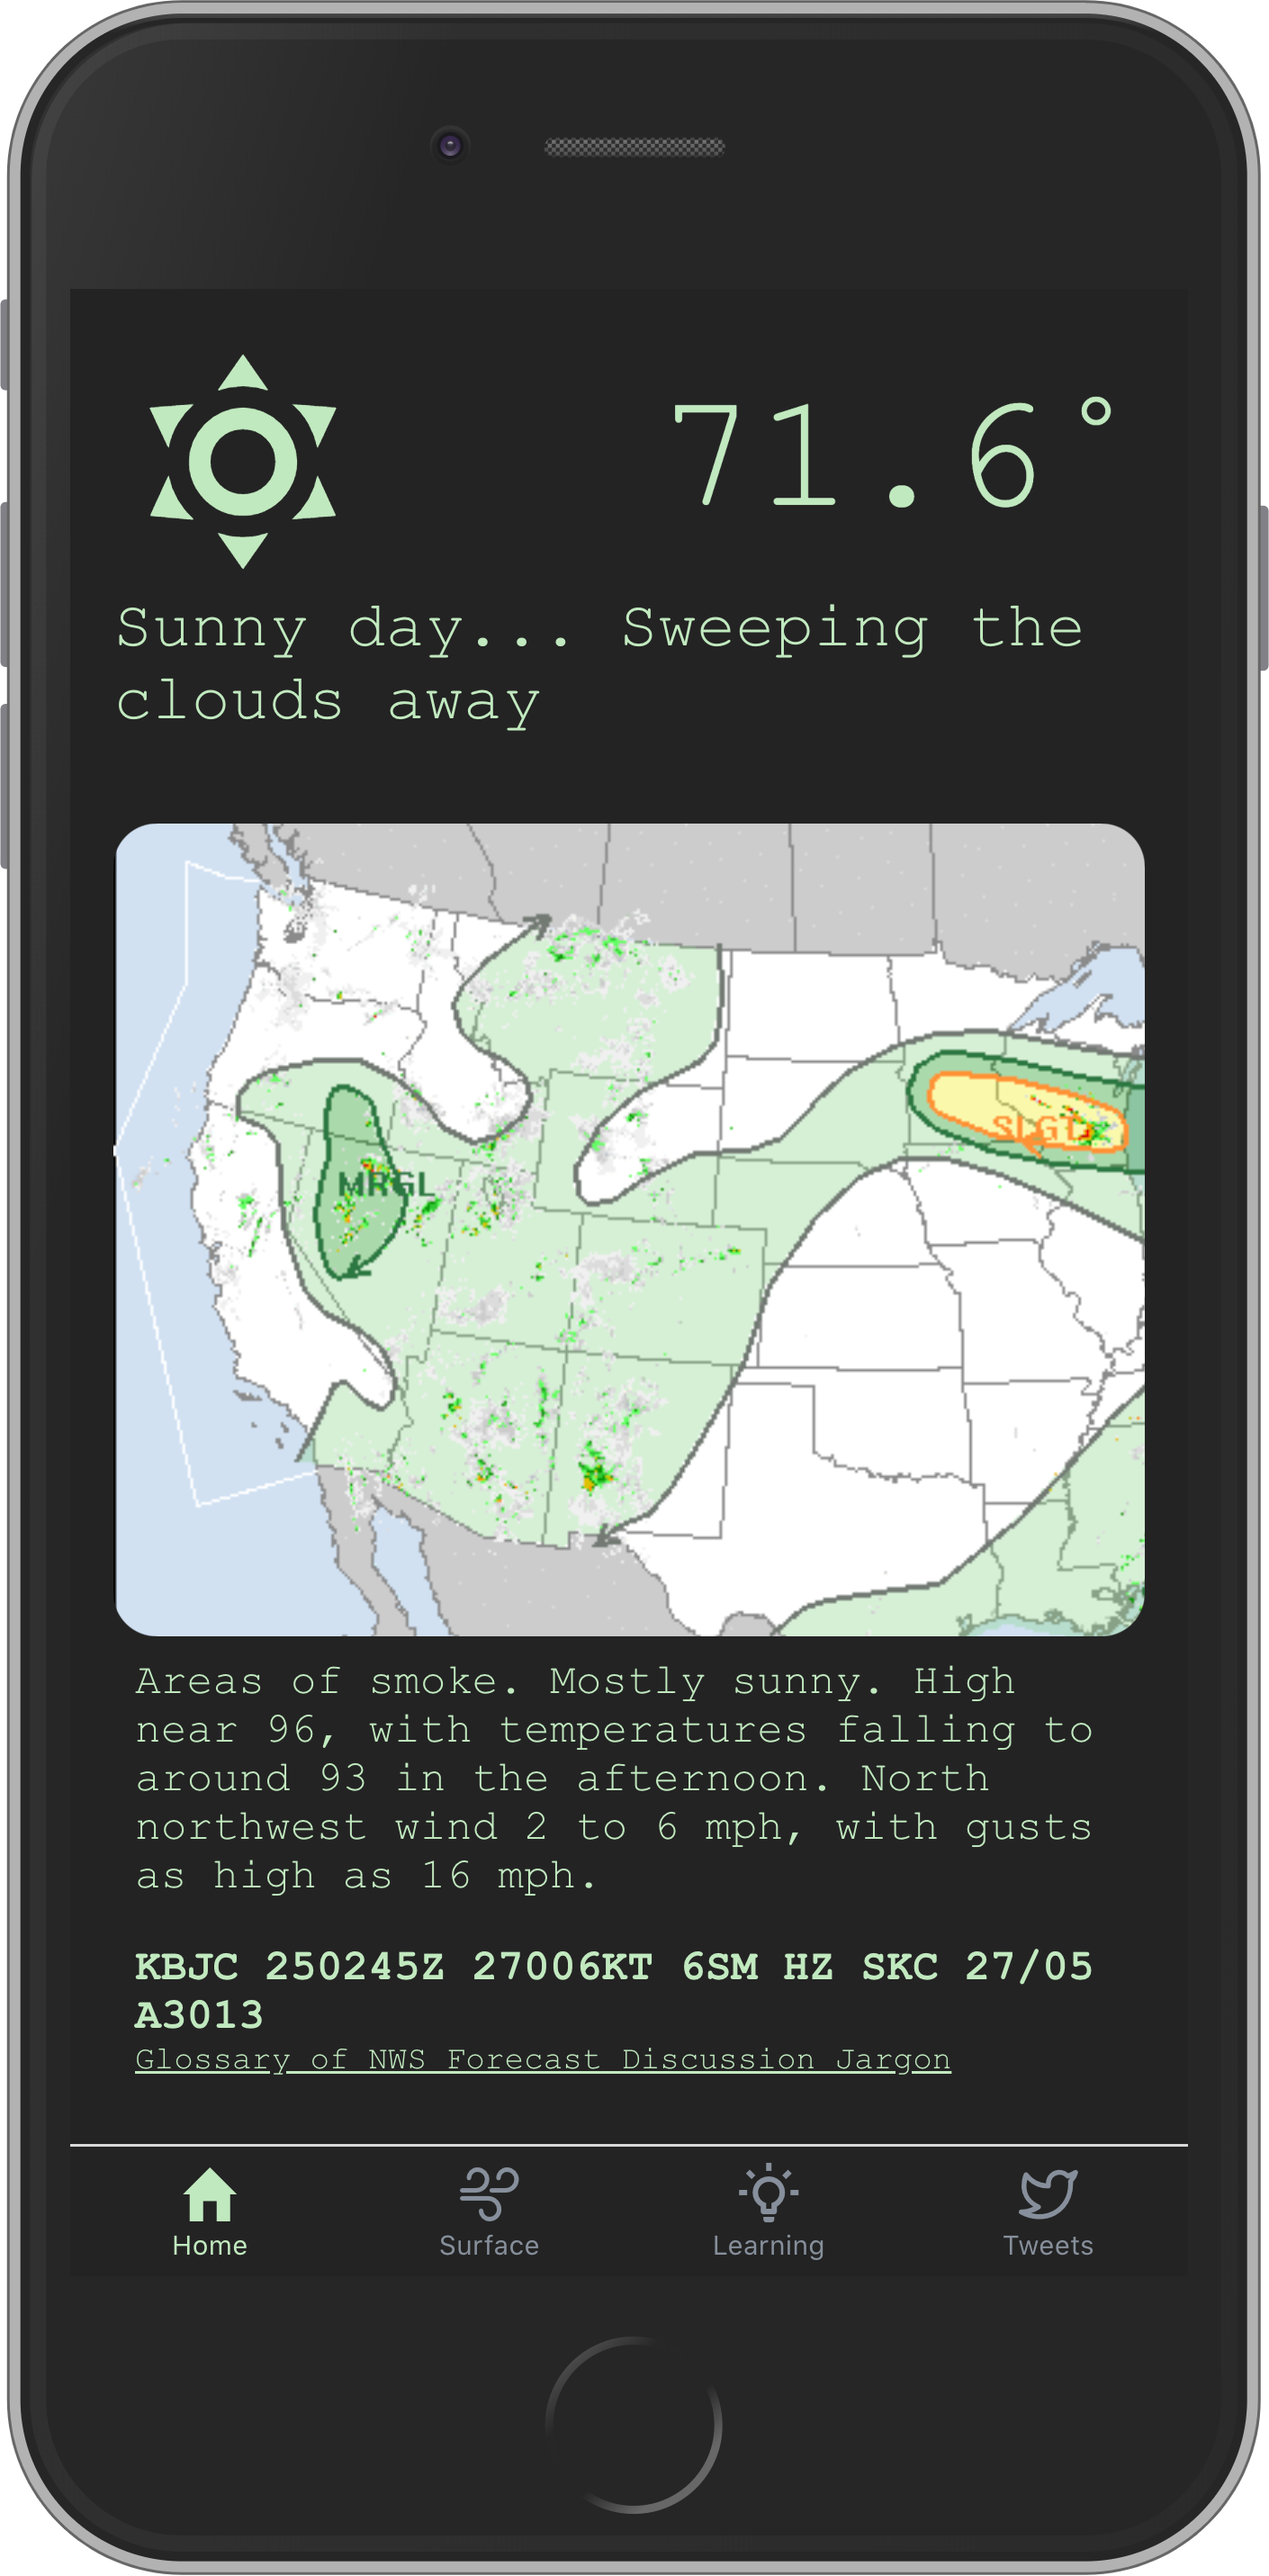 71.6°
Sunny day... Sweeping the
clouds away
MRGL
SLGT
Areas of smoke. Mostly sunny. High
near 96, with temperatures falling to
around 93 in the afternoon. North
northwest wind 2 to 6 mph, with gusts
as high as 16 mph.
KBJC 250245Z 27006KT 6SM HZ SKC 27/05
A3013
Glossary of NWS Forecast Discussion Jargon
Home
Surface
Learning
Tweets